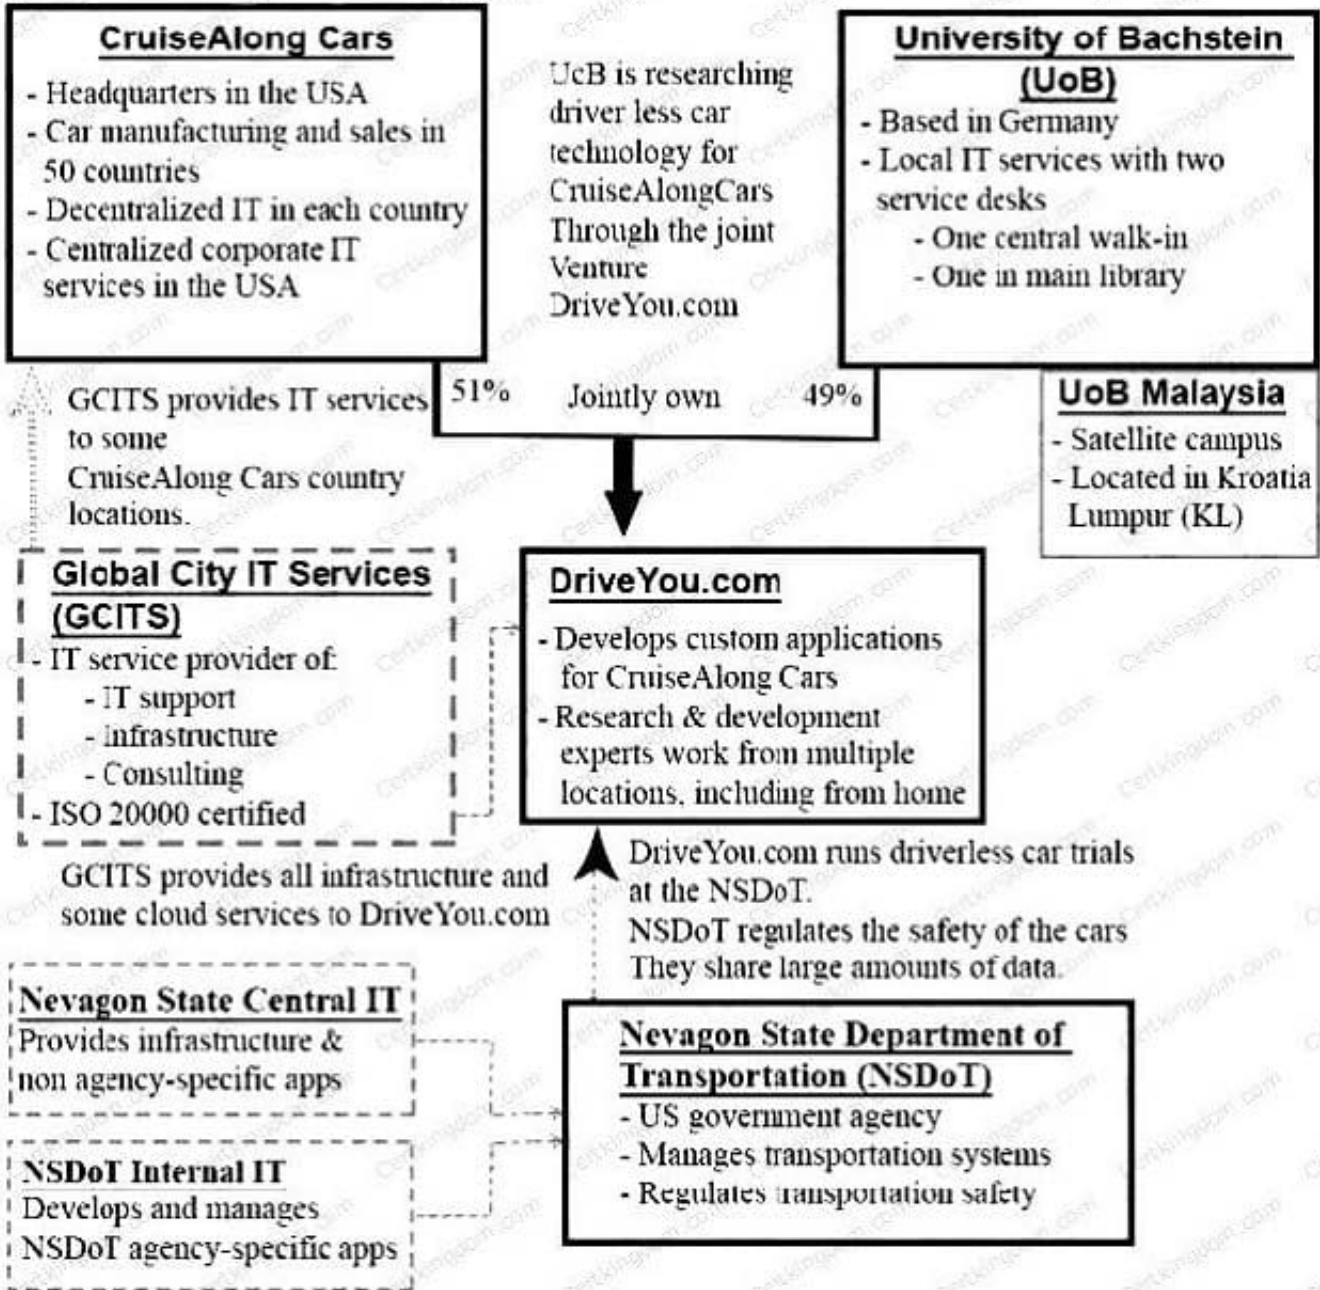 CruiseAlong Cars
- Headquarters in the USA
- Car manufacturing and sales in
50 countries
- Decentralized IT in each country
- Centralized corporate IT
services in the USA
UcB is researching
driver less car
technology for
CruiseAlongCars
Through the joint
Venture
DriveYou.com
University of Bachstein
(UoB)
- Based in Germany
- Local IT services with two
service desks
- One central walk-in
- One in main library
51% Jointly own 49%
UoB Malaysia
- Satellite campus
- Located in Kroatia
Lumpur (KL)
GCITS provides IT services
to some
CruiseAlong Cars country
locations.
Global City IT Services
(GCITS)
- IT service provider of:
- IT support
- Infrastructure
- Consulting
- ISO 20000 certified
DriveYou.com
- Develops custom applications
for CruiseAlong Cars
- Research & development
experts work from multiple
locations, including from home
GCITS provides all infrastructure and
some cloud services to DriveYou.com
DriveYou.com runs driverless car trials
at the NSDoT.
NSDoT regulates the safety of the cars
They share large amounts of data.
Nevagon State Central IT
Provides infrastructure &
non agency-specific apps
NSDoT Internal IT
Develops and manages
NSDoT agency-specific apps
Nevagon State Department of
Transportation (NSDoT)
- US government agency
- Manages transportation systems
- Regulates transportation safety
Certkingdom.com